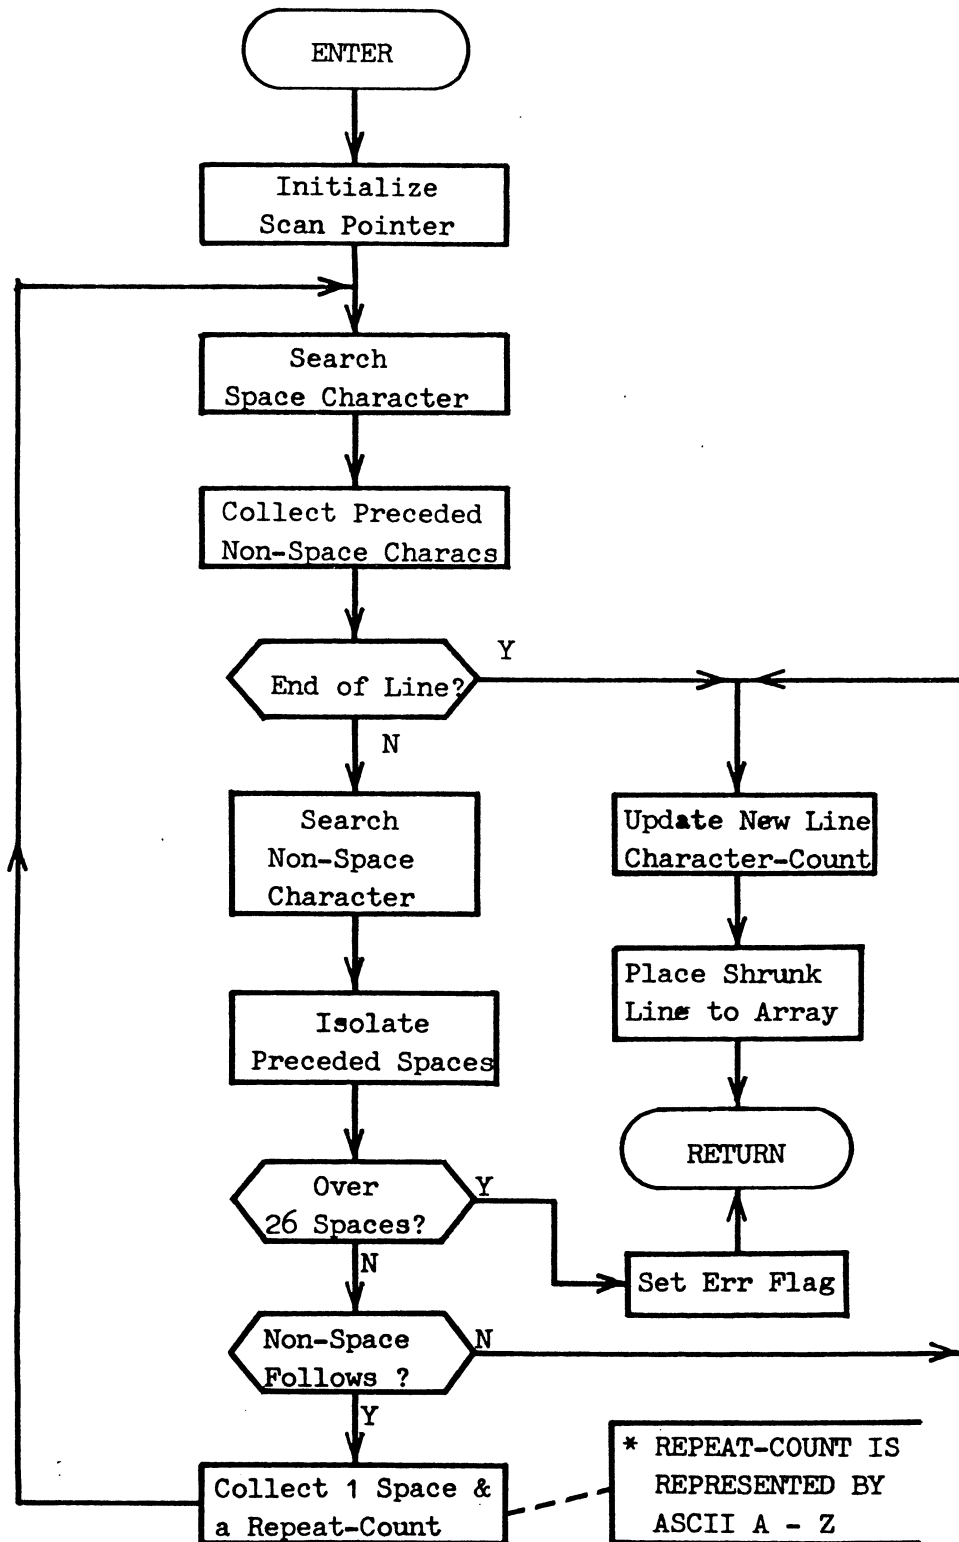 ENTER
Initialize
Scan Pointer
Search
Space Character
Collect Preceded
Non-Space Characs
End of Line?
Y
N
Search
Non-Space
Character
Isolate
Preceded Spaces
Over
26 Spaces?
Y
N
Non-Space
Follows ?
N
Y
Collect 1 Space &
a Repeat-Count
Update New Line
Character-Count
Place Shrunk
Line to Array
RETURN
Set Err Flag
* REPEAT-COUNT IS
REPRESENTED BY
ASCII A - Z